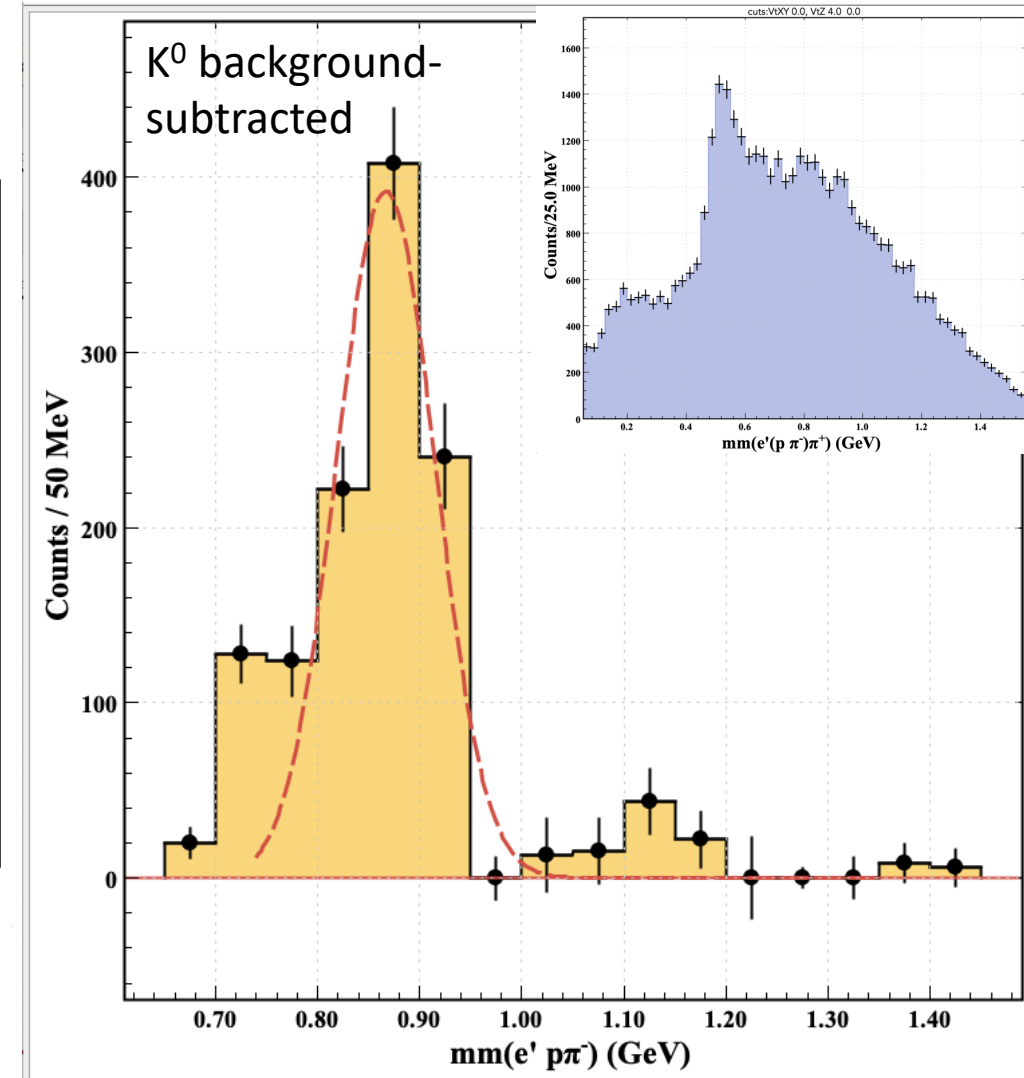 K⁰ background-
subtracted
400
300
200
100
0
Counts / 50 MeV
0.70 0.80 0.90 1.00 1.10 1.20 1.30 1.40
mm(e' pπ⁻) (GeV)
cuts:VtXY 0.0, VtZ 4.0 0.0
1600
1400
1200
1000
800
600
400
200
0
Counts/25.0 MeV
0.2 0.4 0.6 0.8 1.0 1.2 1.4
mm(e'(p π⁻)π⁺) (GeV)